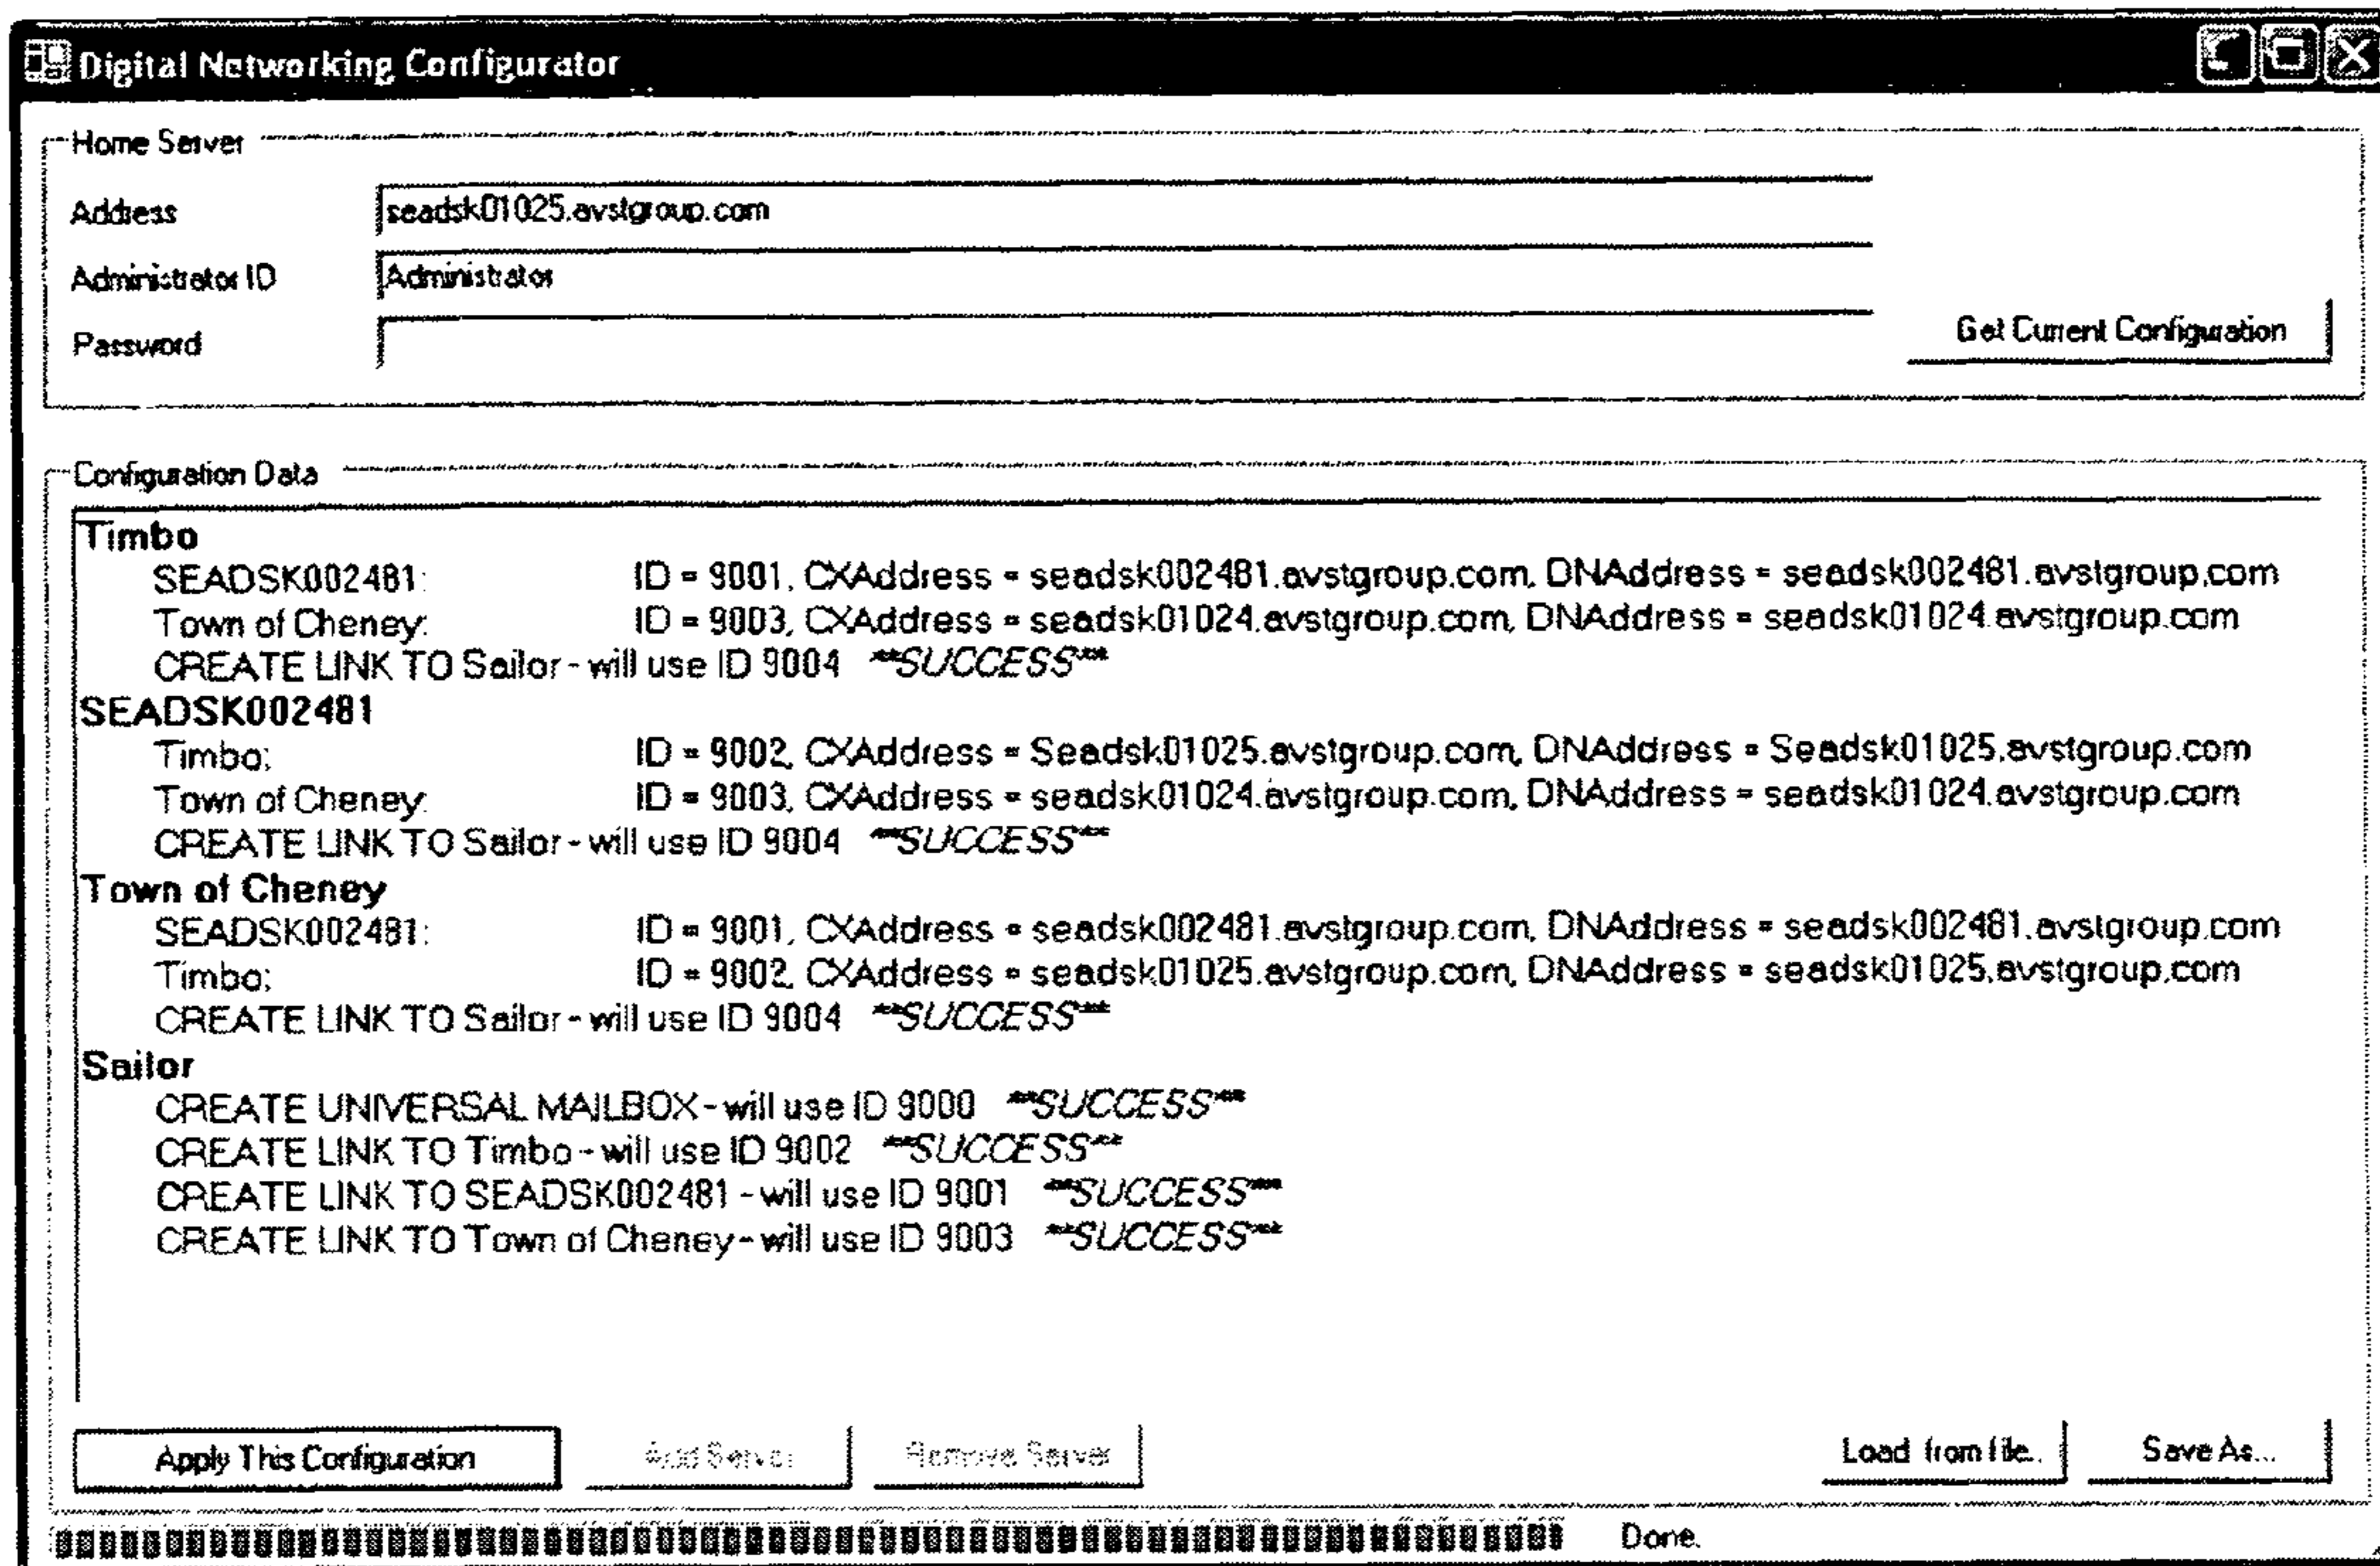 Digital Networking Configurator
Home Server
Address seadsk01025.avstgroup.com
Administrator ID Administrator
Password
Get Current Configuration
Configuration Data
Timbo
SEADSK002481: ID = 9001, CXAddress = seadsk002481.avstgroup.com, DNAddress = seadsk002481.avstgroup.com
Town of Cheney: ID = 9003, CXAddress = seadsk01024.avstgroup.com, DNAddress = seadsk01024.avstgroup.com
CREATE LINK TO Sailor - will use ID 9004 **SUCCESS**
SEADSK002481
Timbo: ID = 9002, CXAddress = Seadsk01025.avstgroup.com, DNAddress = Seadsk01025.avstgroup.com
Town of Cheney: ID = 9003, CXAddress = seadsk01024.avstgroup.com, DNAddress = seadsk01024.avstgroup.com
CREATE LINK TO Sailor - will use ID 9004 **SUCCESS**
Town of Cheney
SEADSK002481: ID = 9001, CXAddress = seadsk002481.avstgroup.com, DNAddress = seadsk002481.avstgroup.com
Timbo: ID = 9002, CXAddress = seadsk01025.avstgroup.com, DNAddress = seadsk01025.avstgroup.com
CREATE LINK TO Sailor - will use ID 9004 **SUCCESS**
Sailor
CREATE UNIVERSAL MAILBOX - will use ID 9000 **SUCCESS**
CREATE LINK TO Timbo - will use ID 9002 **SUCCESS**
CREATE LINK TO SEADSK002481 - will use ID 9001 **SUCCESS**
CREATE LINK TO Town of Cheney - will use ID 9003 **SUCCESS**
Apply This Configuration Add Server Remove Server Load from file.. Save As...
Done.